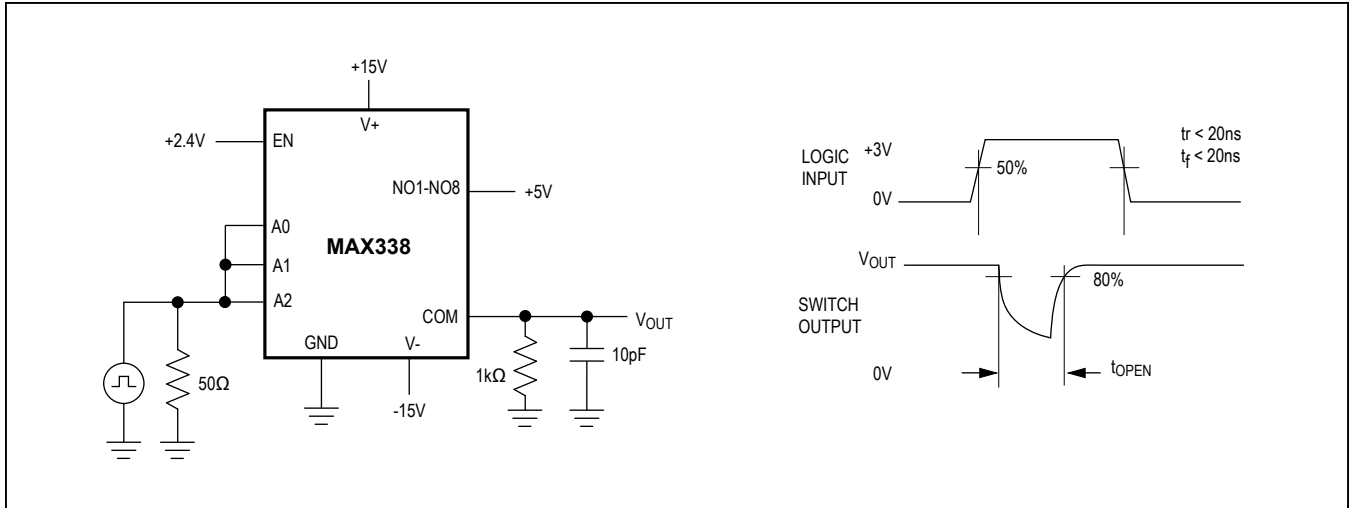 +15V
V+
+2.4V
EN
NO1-NO8
+5V
A0
MAX338
A1
A2
COM
VOUT
GND
V-
50Ω
1kΩ
10pF
-15V
LOGIC
INPUT
+3V
50%
0V
tr < 20ns
tf < 20ns
VOUT
80%
SWITCH
OUTPUT
0V
tOPEN